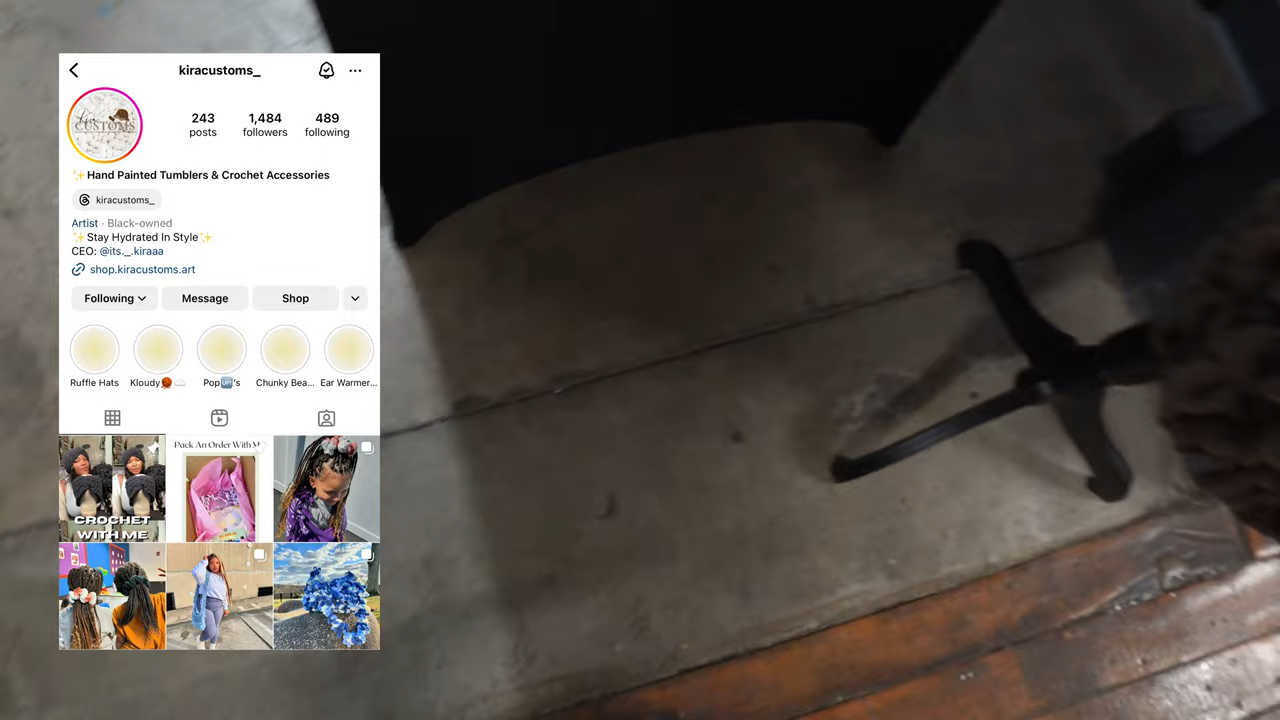 kiracustoms_
243
posts
1,484
followers
489
following
CUSTOMS
✨Hand Painted Tumblers & Crochet Accessories
kiracustoms_
Artist · Black-owned
✨Stay Hydrated In Style✨
CEO: @its._.kiraaa
shop.kiracustoms.art
Following
Message
Shop
Ruffle Hats
Kloudy🏀☁️
Pop🆙's
Chunky Bea...
Ear Warmer...
CROCHET
WITH ME
Pack An Order With M